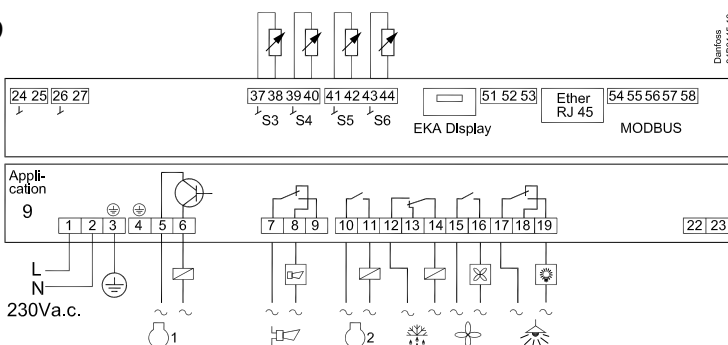 Danfoss
24 25 26 27 37 38 39 40 41 42 43 44 51 52 53 Ether RJ 45 54 55 56 57 58
S3 S4 S5 S6 EKA Display MODBUS
Appli-
cation
9
1 2 3 4 5 6 7 8 9 10 11 12 13 14 15 16 17 18 19 22 23
L
N
230Va.c.
1 2